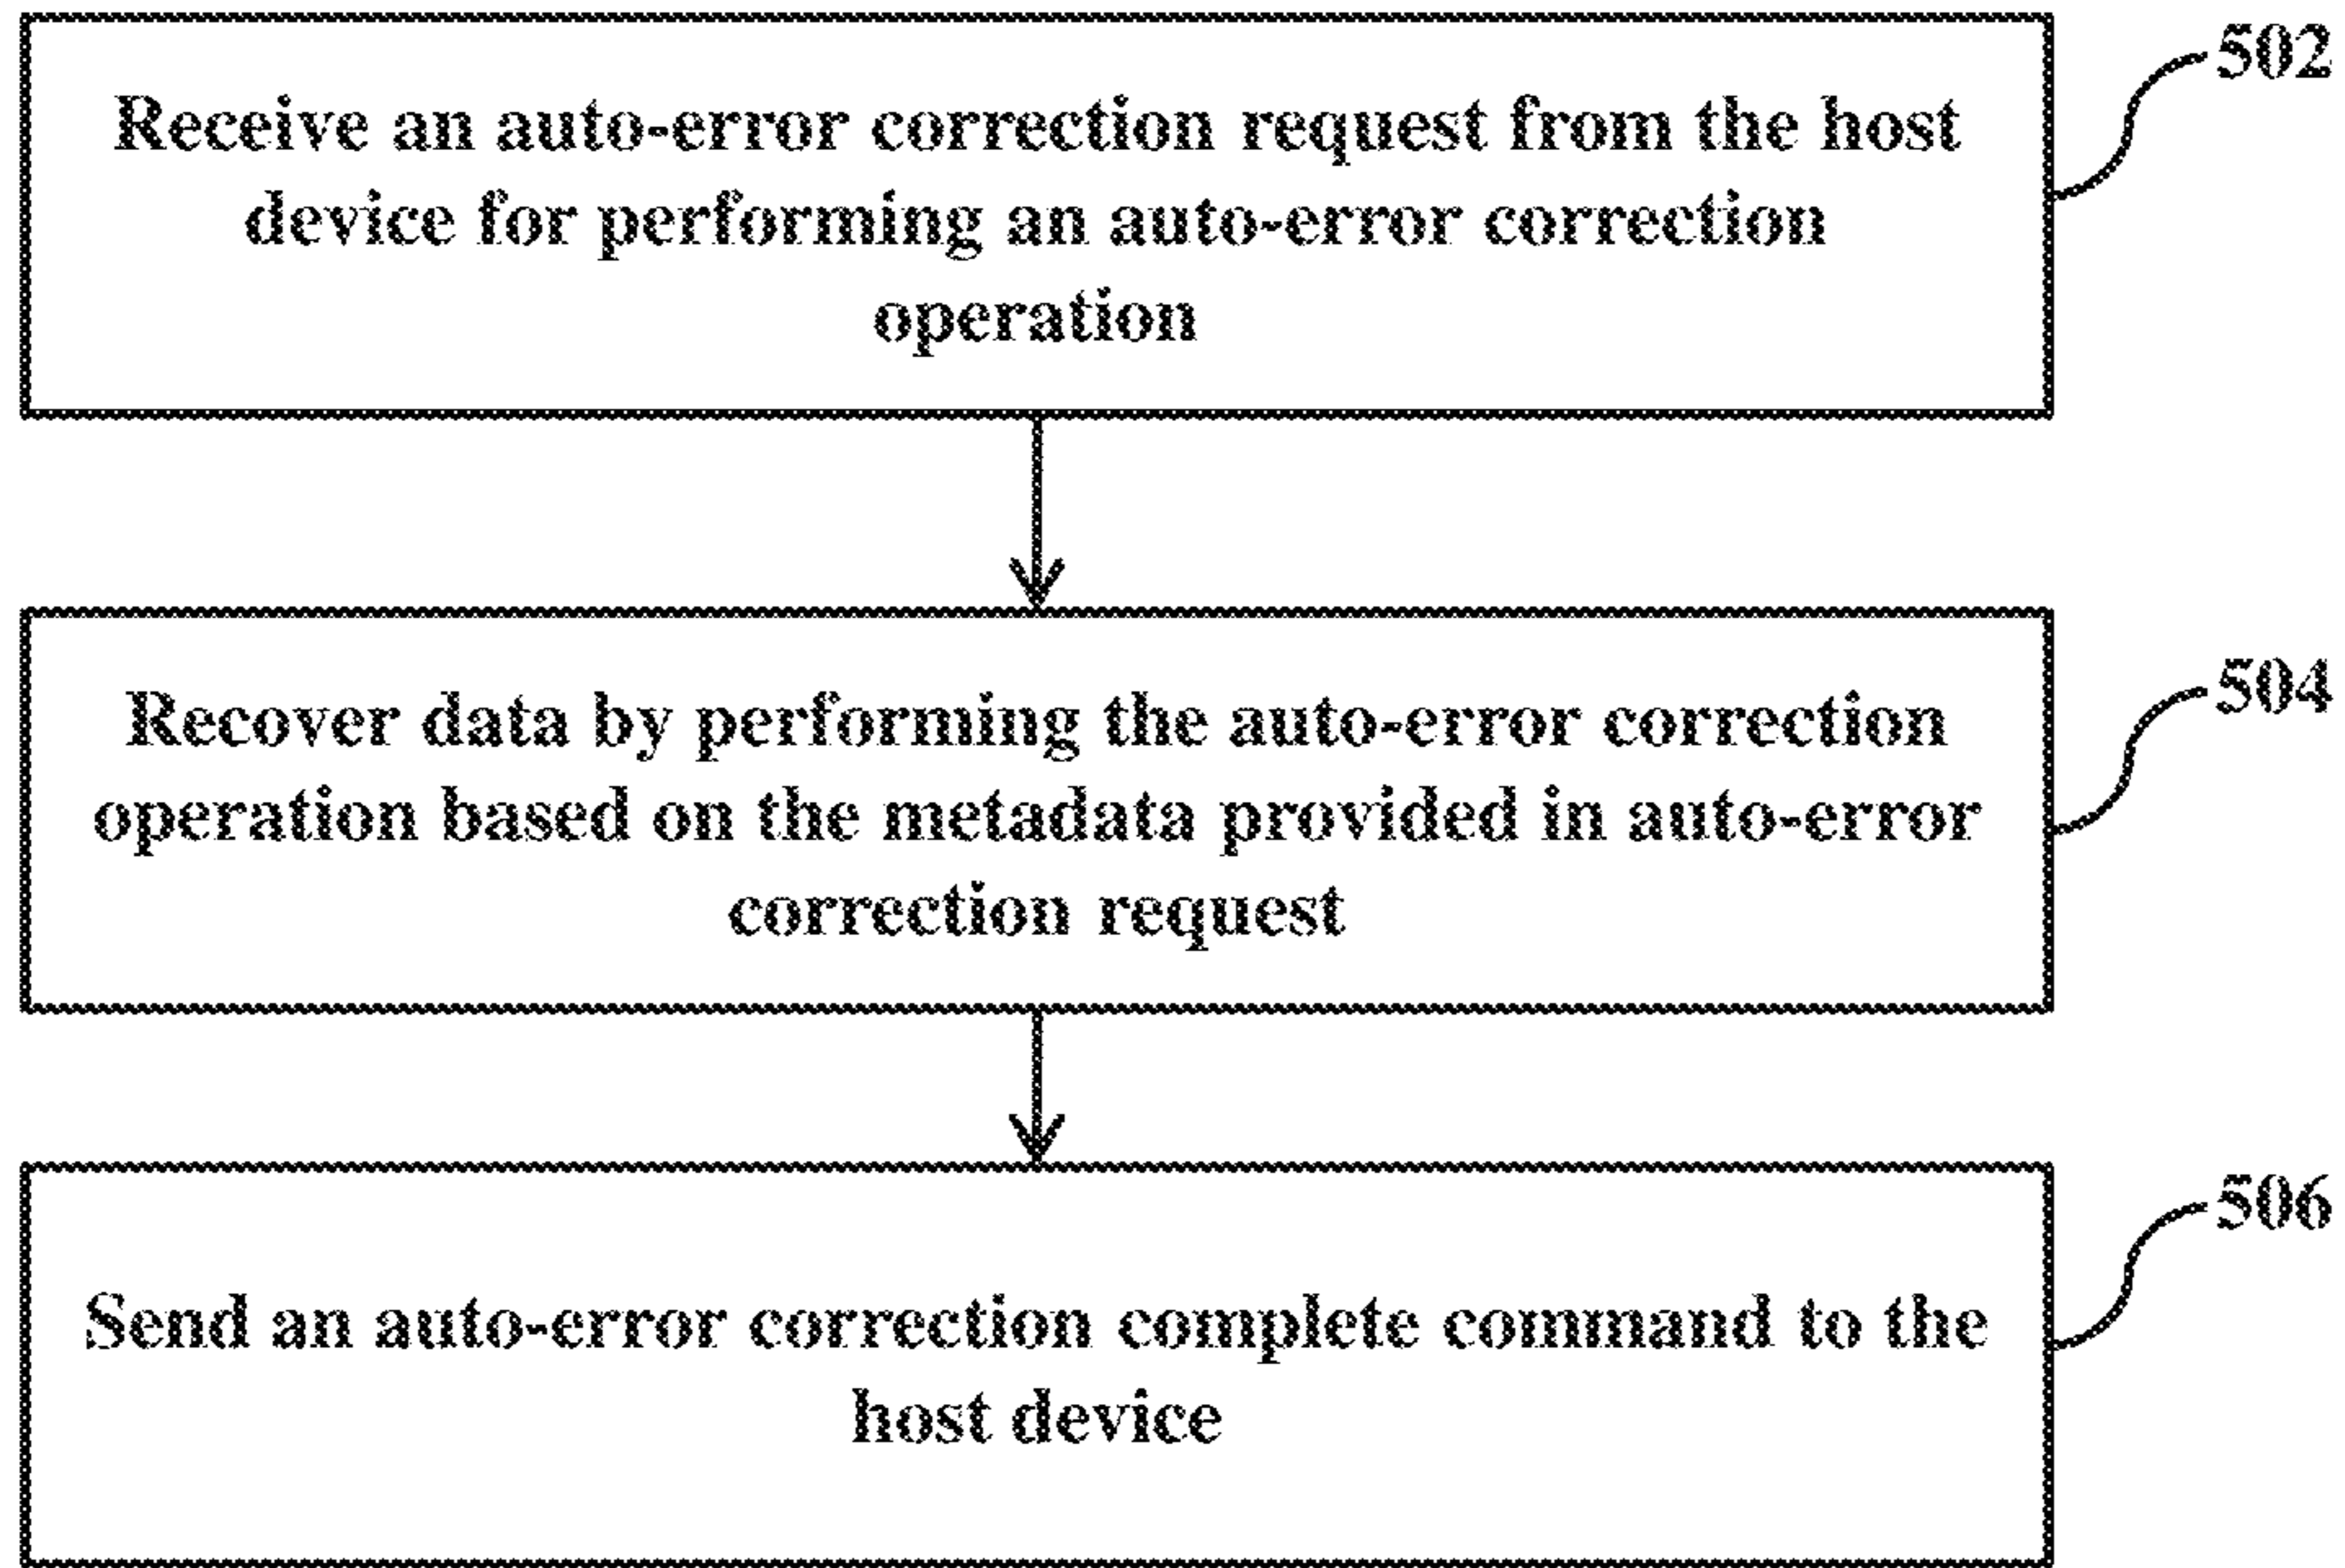 Receive an auto-error correction request from the host
device for performing an auto-error correction
operation
502
Recover data by performing the auto-error correction
operation based on the metadata provided in auto-error
correction request
504
Send an auto-error correction complete command to the
host device
506